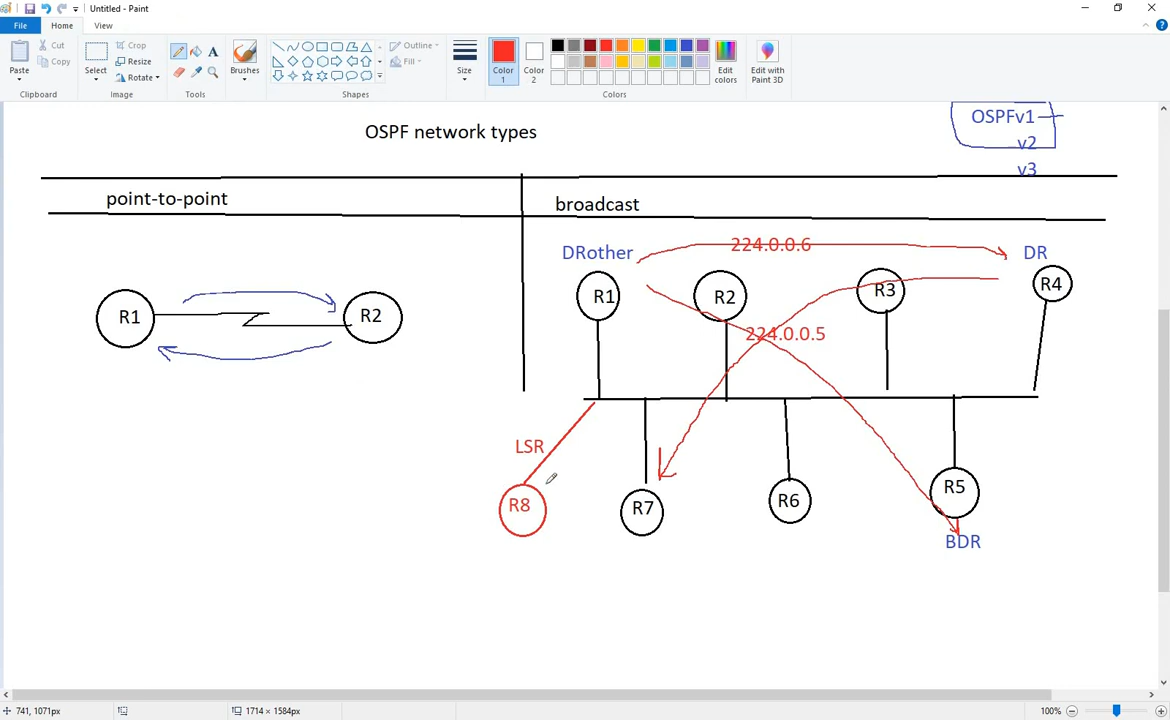 Untitled - Paint
File
Home
View
Paste
Cut
Copy
Clipboard
Select
Crop
Resize
Rotate
Image
A
Tools
Brushes
Outline
Fill
Shapes
Size
Color 1
Color 2
Edit colors
Colors
Edit with Paint 3D
OSPF network types
OSPFv1
v2
v3
point-to-point
broadcast
DRother
224.0.0.6
DR
R1
R2
R1
R2
R3
R4
224.0.0.5
LSR
R8
R7
R6
R5
BDR
741, 1071px
1714 × 1584px
100%